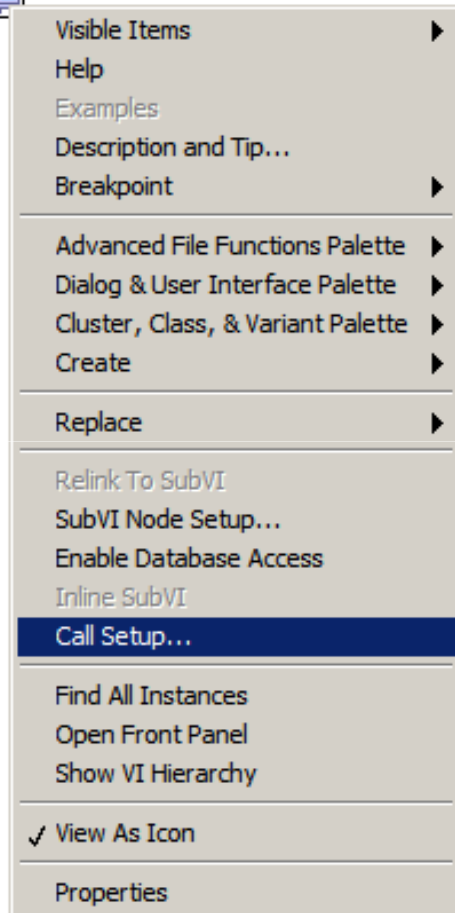 Visible Items
Help
Examples
Description and Tip...
Breakpoint
Advanced File Functions Palette
Dialog & User Interface Palette
Cluster, Class, & Variant Palette
Create
Replace
Relink To SubVI
SubVI Node Setup...
Enable Database Access
Inline SubVI
Call Setup...
Find All Instances
Open Front Panel
Show VI Hierarchy
View As Icon
Properties